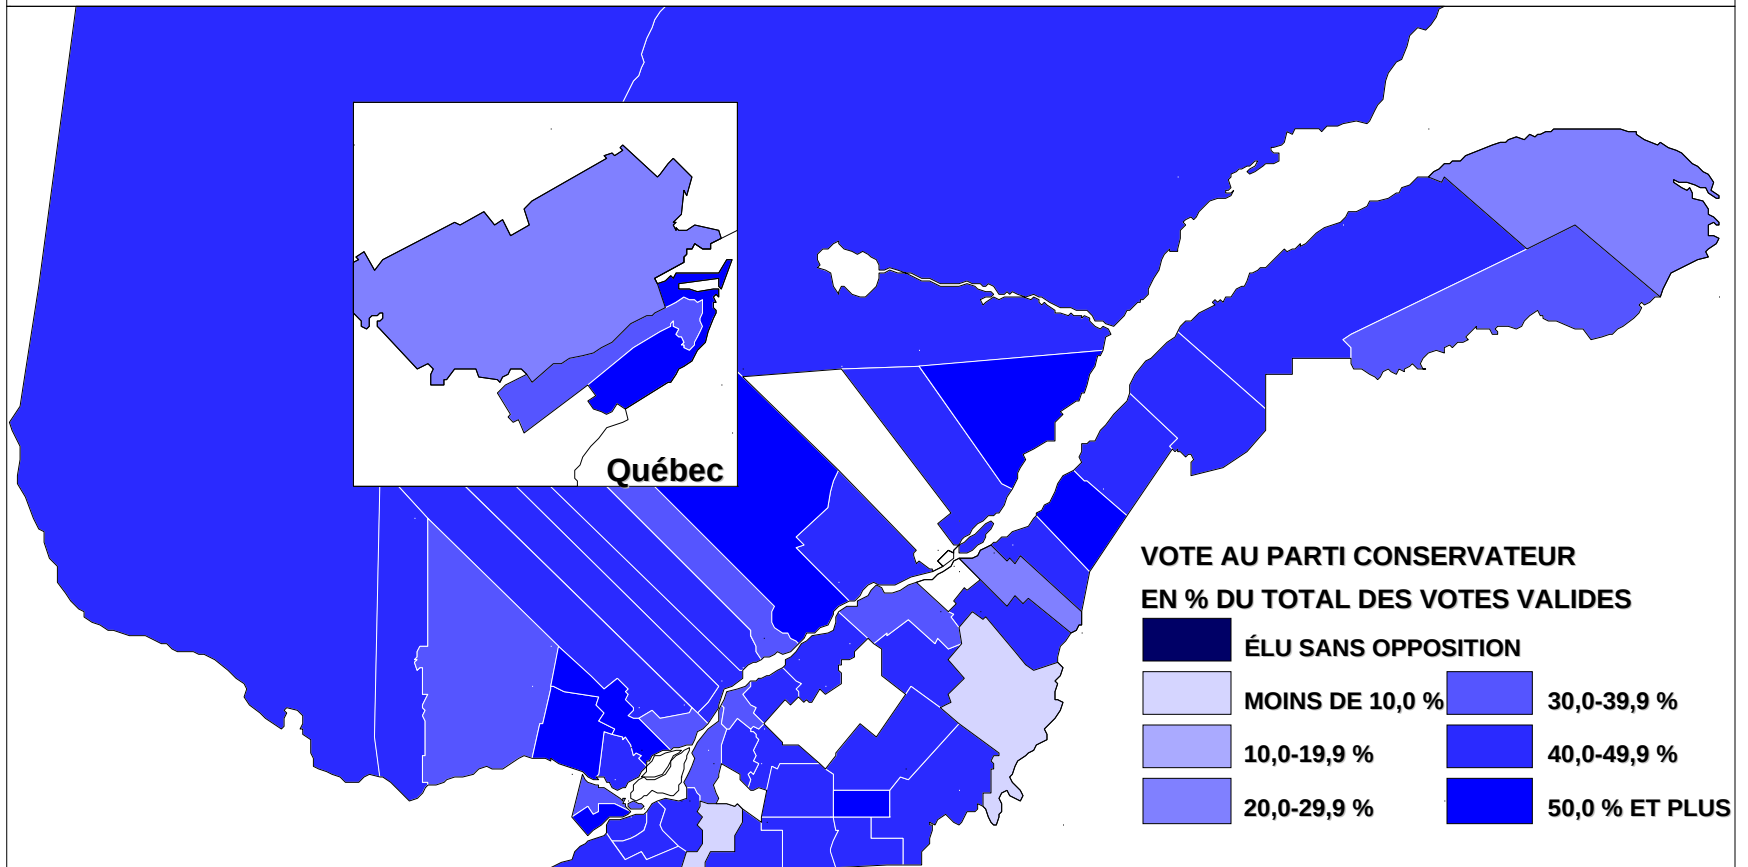 Québec
VOTE AU PARTI CONSERVATEUR
EN % DU TOTAL DES VOTES VALIDES
ÉLU SANS OPPOSITION
MOINS DE 10,0 %
30,0-39,9 %
10,0-19,9 %
40,0-49,9 %
20,0-29,9 %
50,0 % ET PLUS